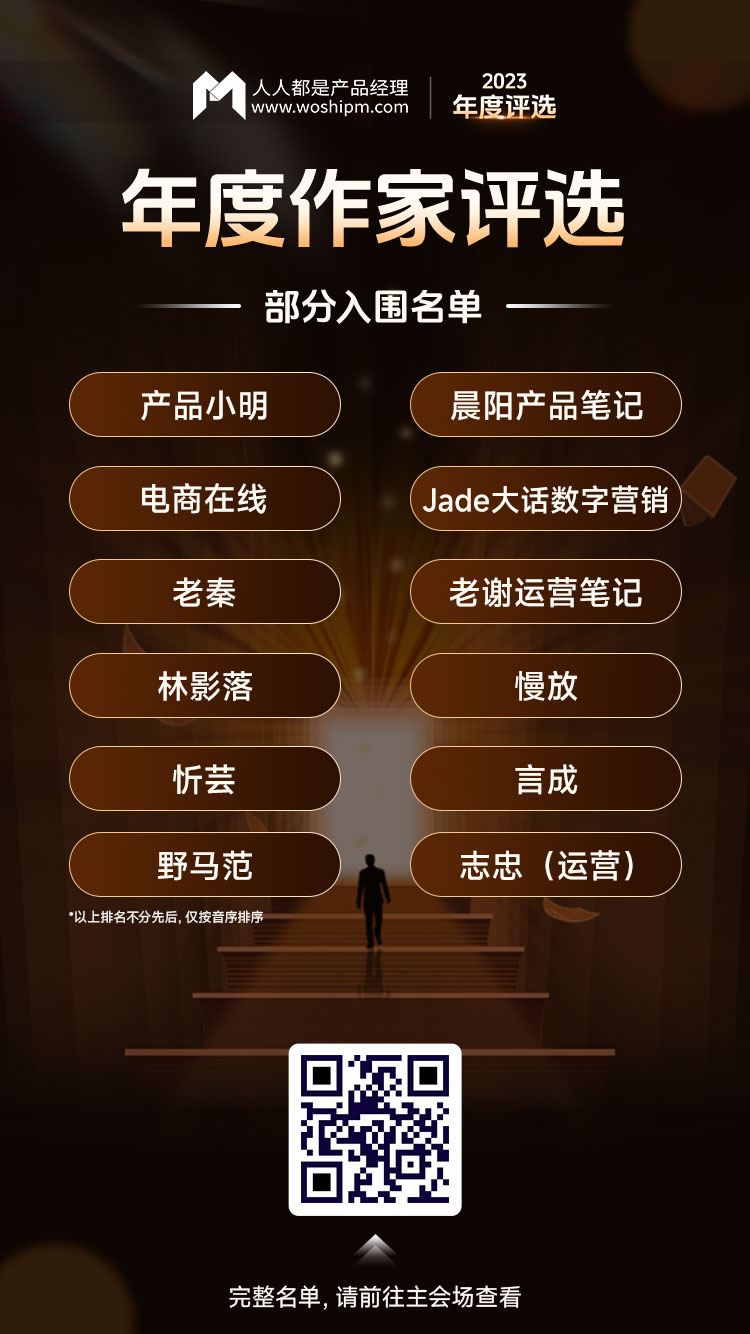 人人都是产品经理
www.woshipm.com
2023
年度评选
年度作家评选
部分入围名单
产品小明
晨阳产品笔记
电商在线
Jade大话数字营销
老秦
老谢运营笔记
林影落
慢放
忻芸
言成
野马范
志忠（运营）
*以上排名不分先后, 仅按音序排序
完整名单, 请前往主会场查看